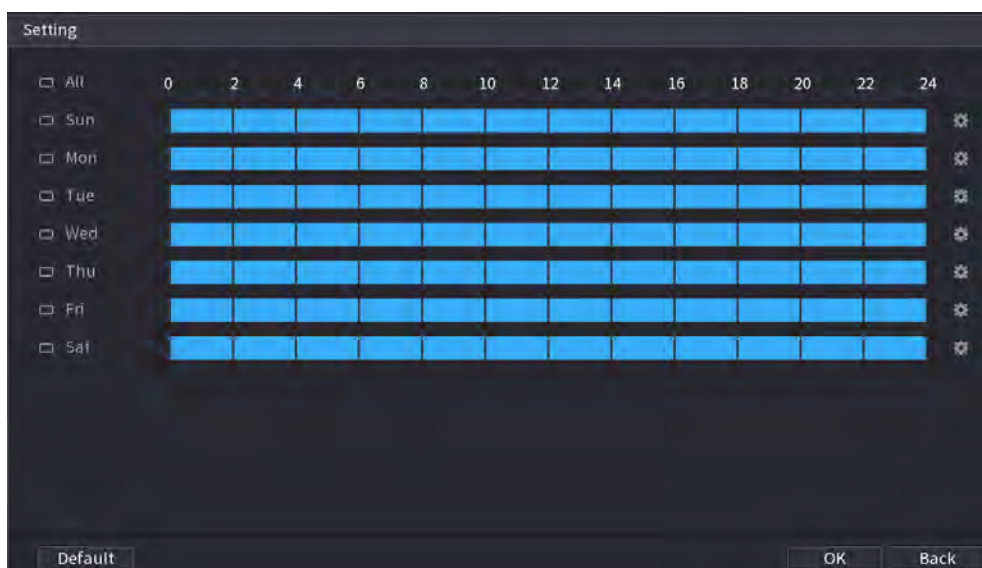 Setting
All 0 2 4 6 8 10 12 14 16 18 20 22 24
Sun
Mon
Tue
Wed
Thu
Fri
Sat
Default OK Back